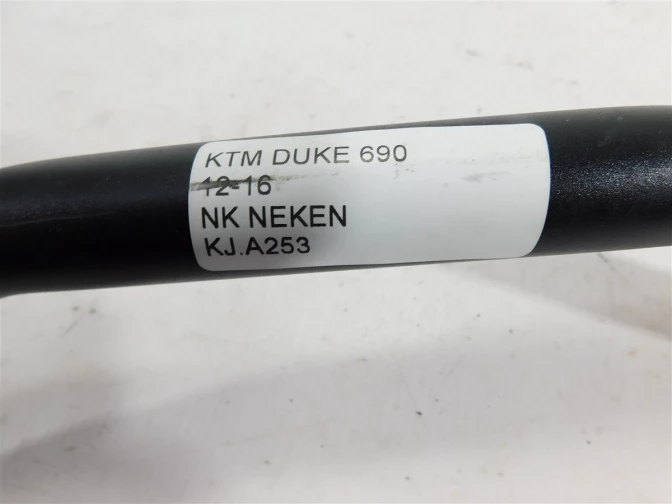 KTM DUKE 690
12-16
NK NEKEN
KJ.A253